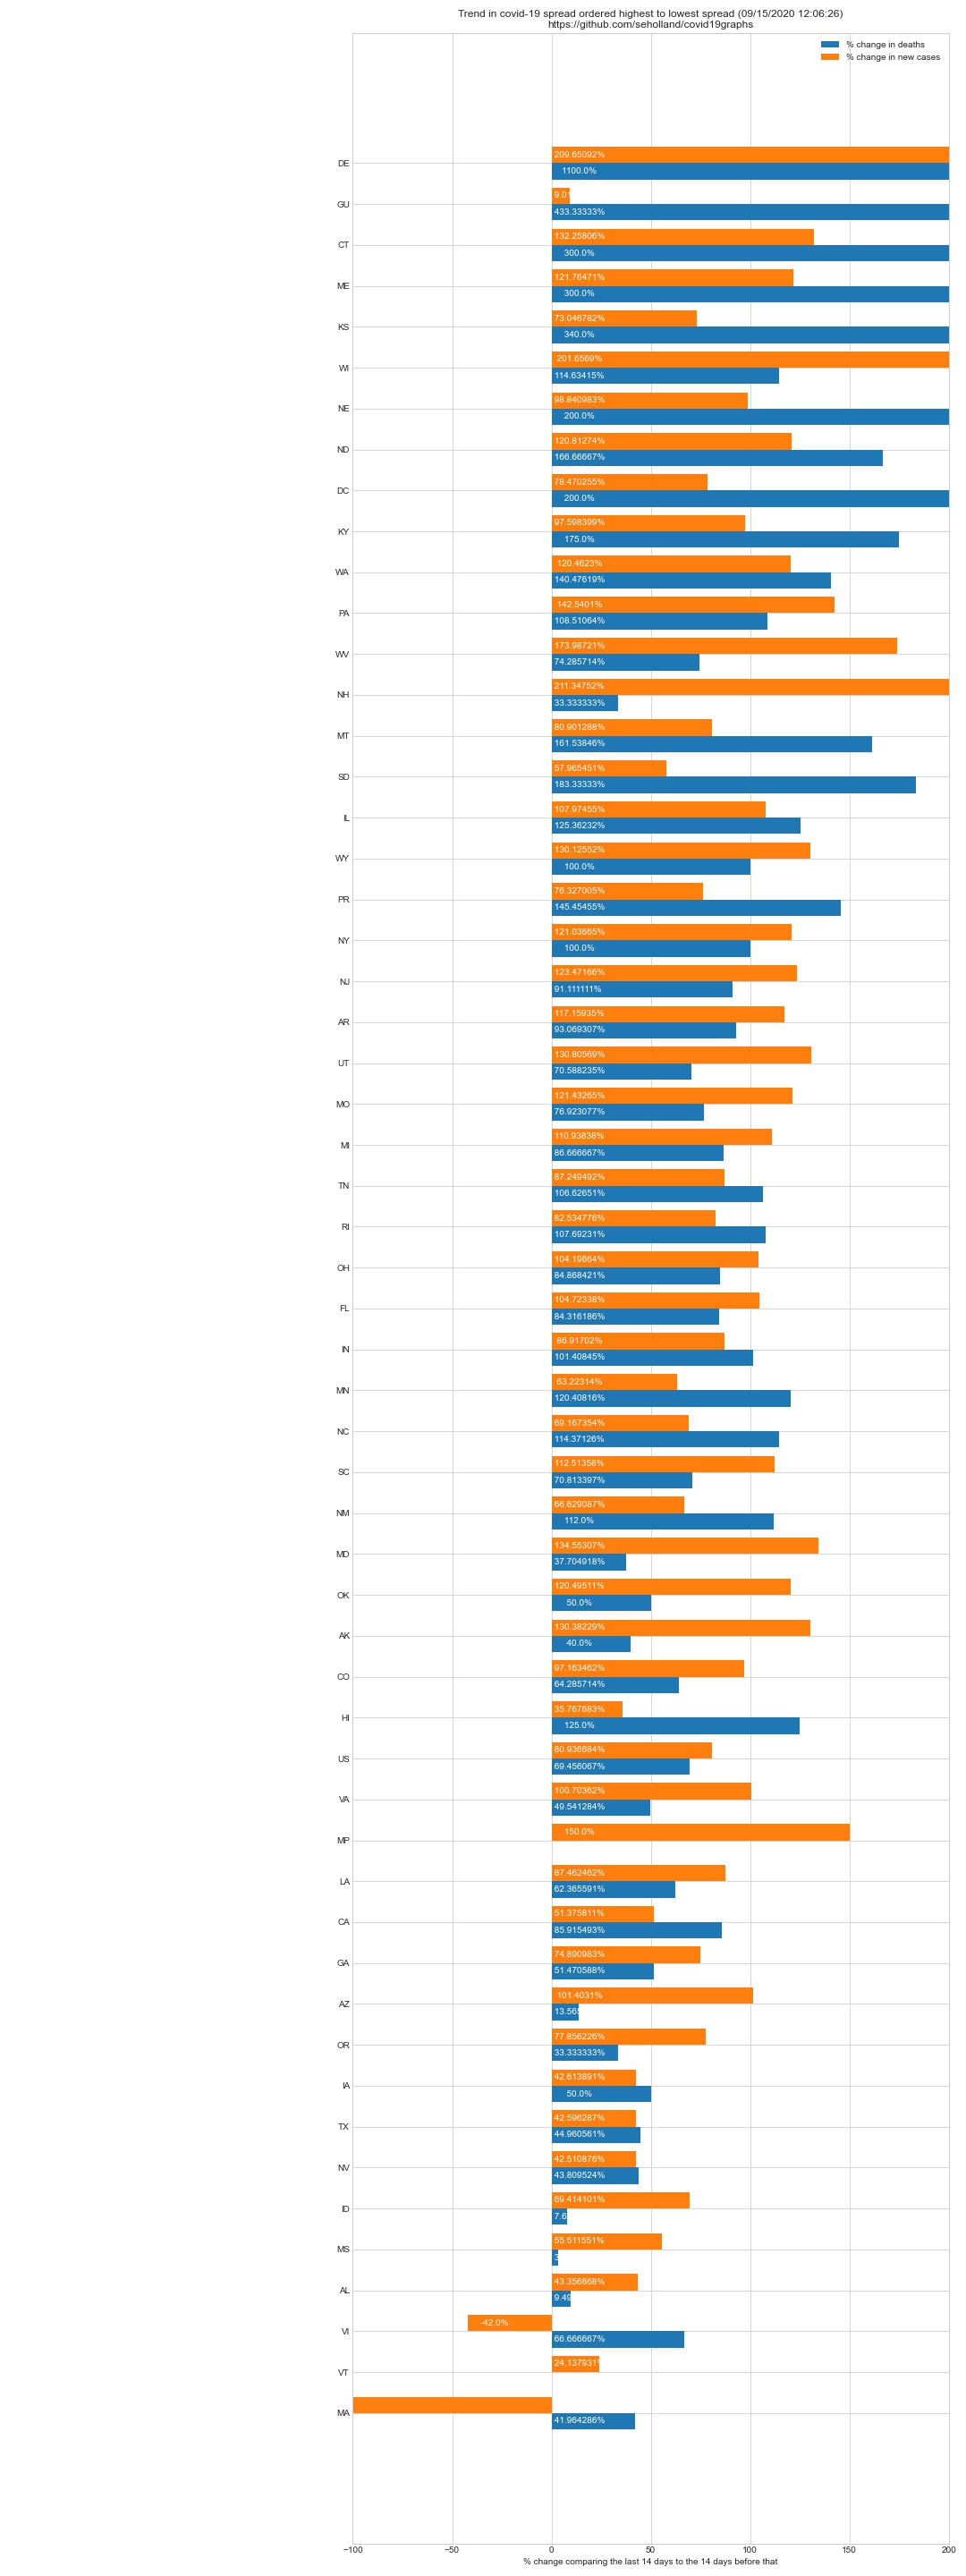 Trend in covid-19 spread ordered highest to lowest spread (09/15/2020 12:06:26)
https://github.com/seholland/covid19graphs
% change in deaths
% change in new cases
209.65092%
DE
1100.0%
9.01
GU
433.33333%
132.25806%
CT
300.0%
121.76471%
ME
300.0%
73.046782%
KS
340.0%
201.6569%
WI
114.63415%
98.840983%
NE
200.0%
120.81274%
ND
166.66667%
78.470255%
DC
200.0%
97.598399%
KY
175.0%
120.4623%
WA
140.47619%
142.5401%
PA
108.51064%
173.98721%
WV
74.285714%
211.34752%
NH
33.333333%
80.901288%
MT
161.53846%
57.965451%
SD
183.33333%
107.97455%
IL
125.36232%
130.12552%
WY
100.0%
76.327005%
PR
145.45455%
121.03665%
NY
100.0%
123.47166%
NJ
91.111111%
117.15935%
AR
93.069307%
130.80569%
UT
70.588235%
121.43265%
MO
76.923077%
110.93838%
MI
86.666667%
87.249492%
TN
106.62651%
82.534776%
RI
107.69231%
104.19664%
OH
84.868421%
104.72338%
FL
84.316186%
86.91702%
IN
101.40845%
63.22314%
MN
120.40816%
69.167354%
NC
114.37126%
112.51358%
SC
70.813397%
66.629087%
NM
112.0%
134.55307%
MD
37.704918%
120.49511%
OK
50.0%
130.38229%
AK
40.0%
97.163462%
CO
64.285714%
35.767683%
HI
125.0%
80.936684%
US
69.456067%
100.70362%
VA
49.541284%
150.0%
MP
87.462462%
LA
62.365591%
51.375811%
CA
85.915493%
74.890983%
GA
51.470588%
101.4031%
AZ
13.565
77.856226%
OR
33.333333%
42.613891%
IA
50.0%
42.596287%
TX
44.960561%
42.510876%
NV
43.809524%
69.414101%
ID
7.6
55.511551%
MS
43.356868%
AL
9.49
-42.0%
VI
66.666667%
24.137931%
VT
MA
41.964286%
−100 −50 0 50 100 150 200
% change comparing the last 14 days to the 14 days before that